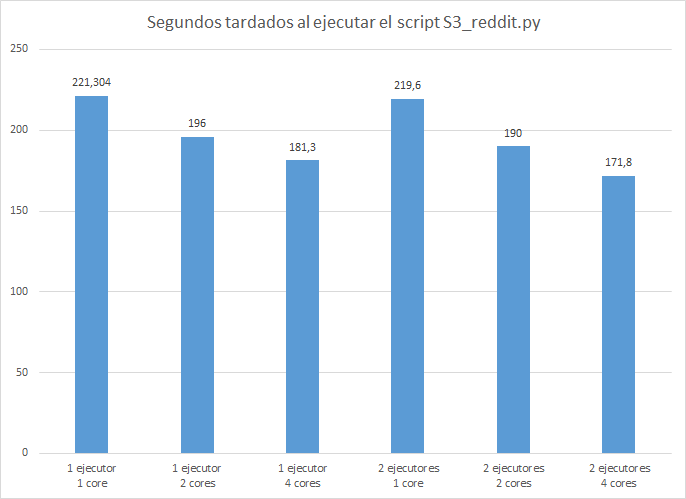 Segundos tardados al ejecutar el script S3_reddit.py
250
200
150
100
50
0
221,304
196
181,3
219,6
190
171,8
1 ejecutor
1 core
1 ejecutor
2 cores
1 ejecutor
4 cores
2 ejecutores
1 core
2 ejecutores
2 cores
2 ejecutores
4 cores